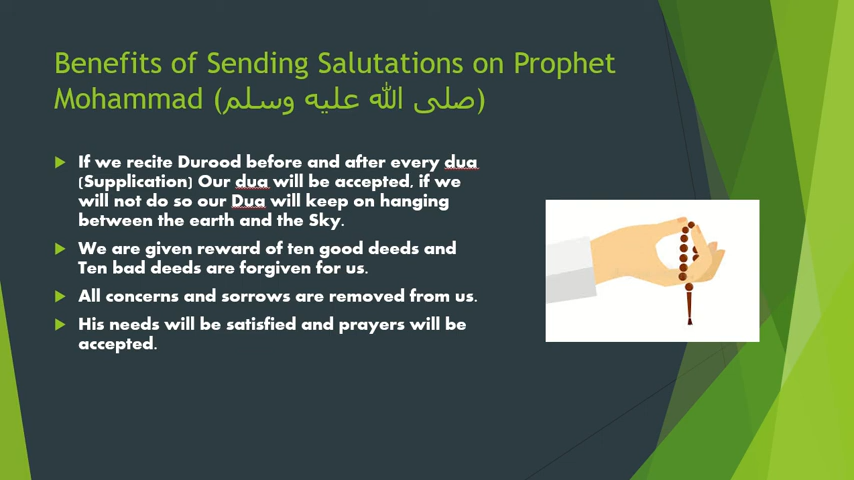 Benefits of Sending Salutations on Prophet
Mohammad (صلى الله عليه وسلم)
If we recite Durood before and after every dua
(Supplication) Our dua will be accepted, if we
will not do so our Dua will keep on hanging
between the earth and the Sky.
We are given reward of ten good deeds and
Ten bad deeds are forgiven for us.
All concerns and sorrows are removed from us.
His needs will be satisfied and prayers will be
accepted.